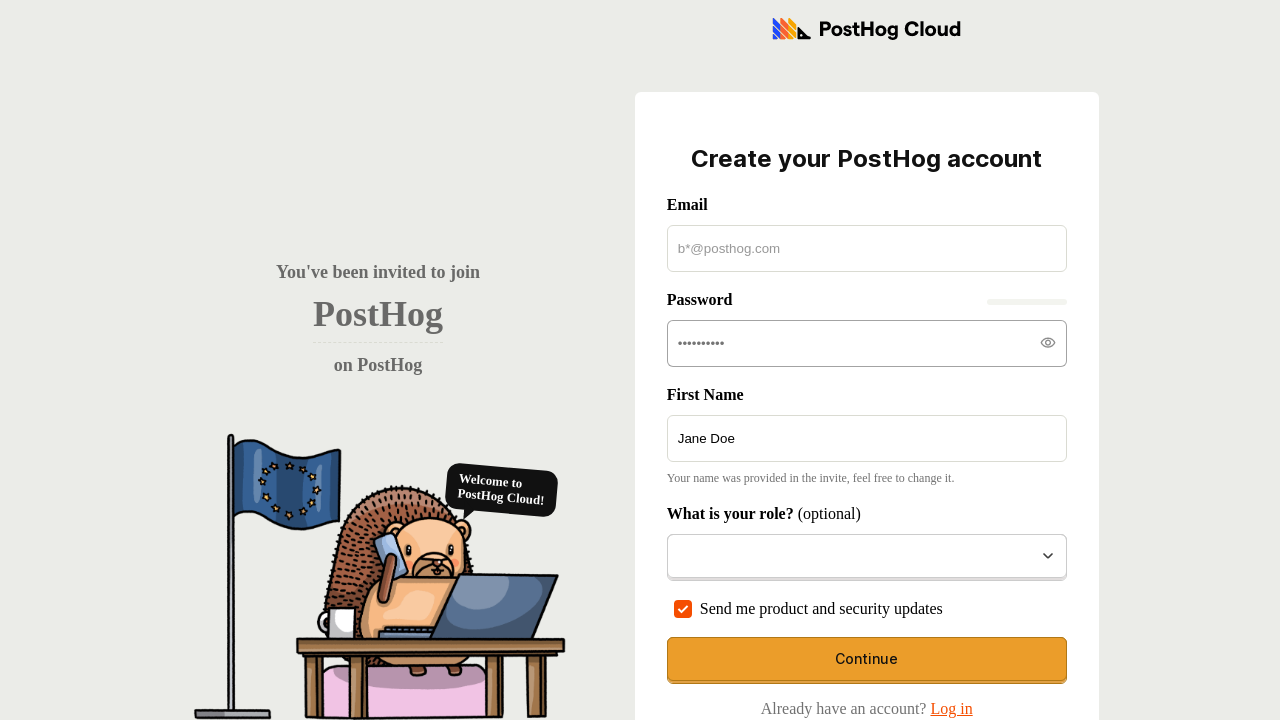 PostHog Cloud
You've been invited to join
PostHog
on PostHog
Welcome to
PostHog Cloud!
Create your PostHog account
Email
b*@posthog.com
Password
••••••••••
First Name
Jane Doe
Your name was provided in the invite, feel free to change it.
What is your role? (optional)
Send me product and security updates
Continue
Already have an account? Log in